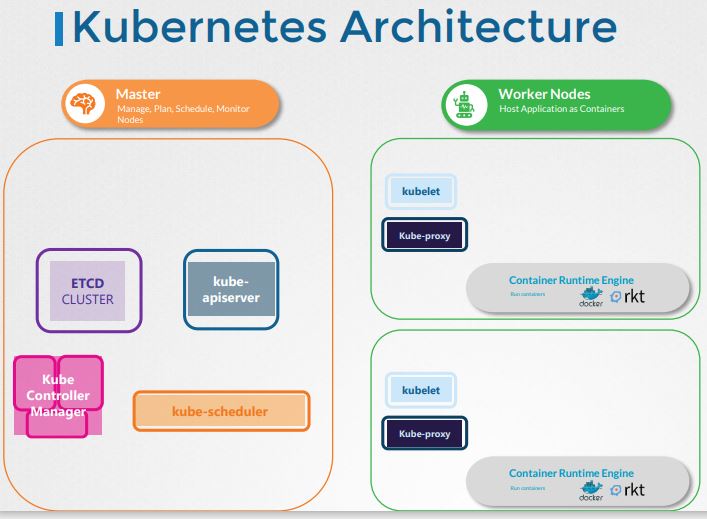 Kubernetes Architecture
Master
Manage, Plan, Schedule, Monitor
Nodes
Worker Nodes
Host Application as Containers
ETCD
CLUSTER
kube-
apiserver
Kube
Controller
Manager
kube-scheduler
kubelet
Kube-proxy
Container Runtime Engine
Run containers
docker
rkt
kubelet
Kube-proxy
Container Runtime Engine
Run containers
docker
rkt